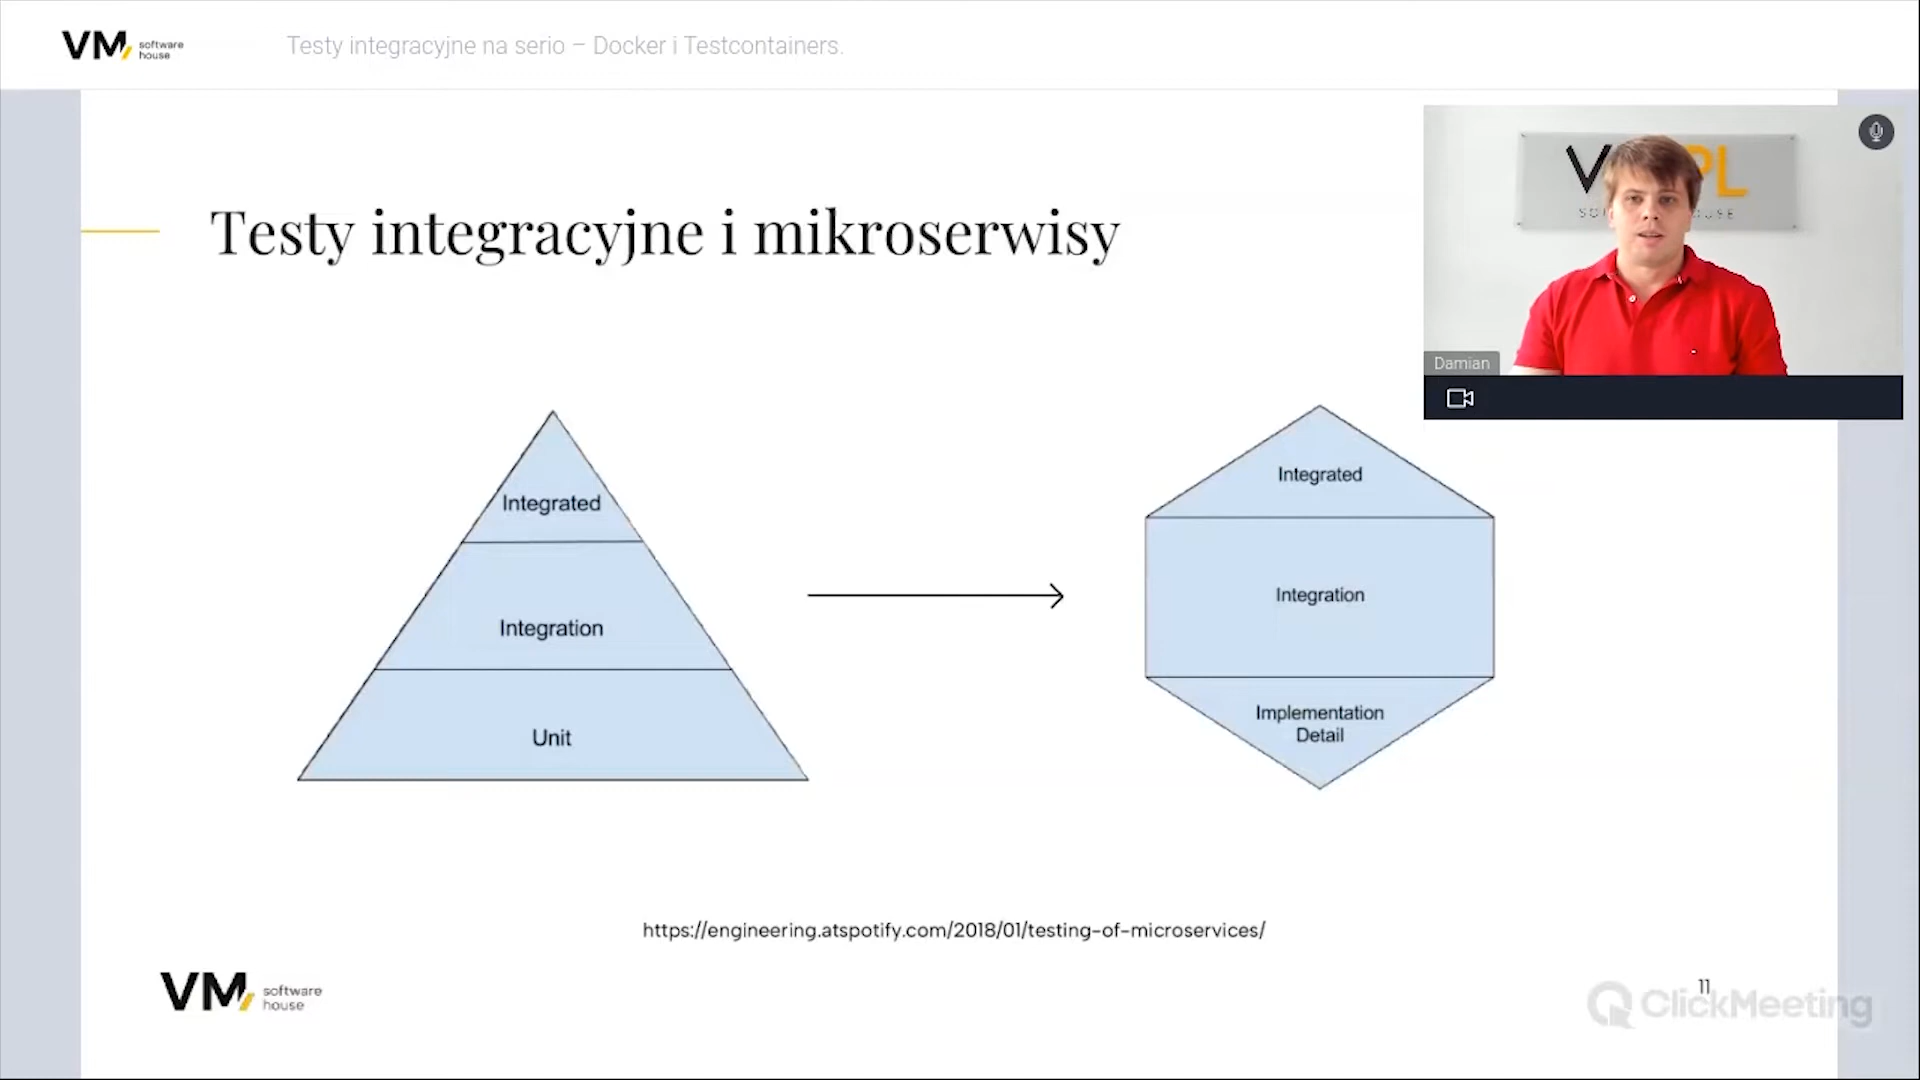 VM software house
Testy integracyjne na serio – Docker i Testcontainers.
Testy integracyjne i mikroserwisy
Damian
Integrated
Integration
Unit
Integrated
Integration
Implementation
Detail
https://engineering.atspotify.com/2018/01/testing-of-microservices/
VM software house
11
ClickMeeting